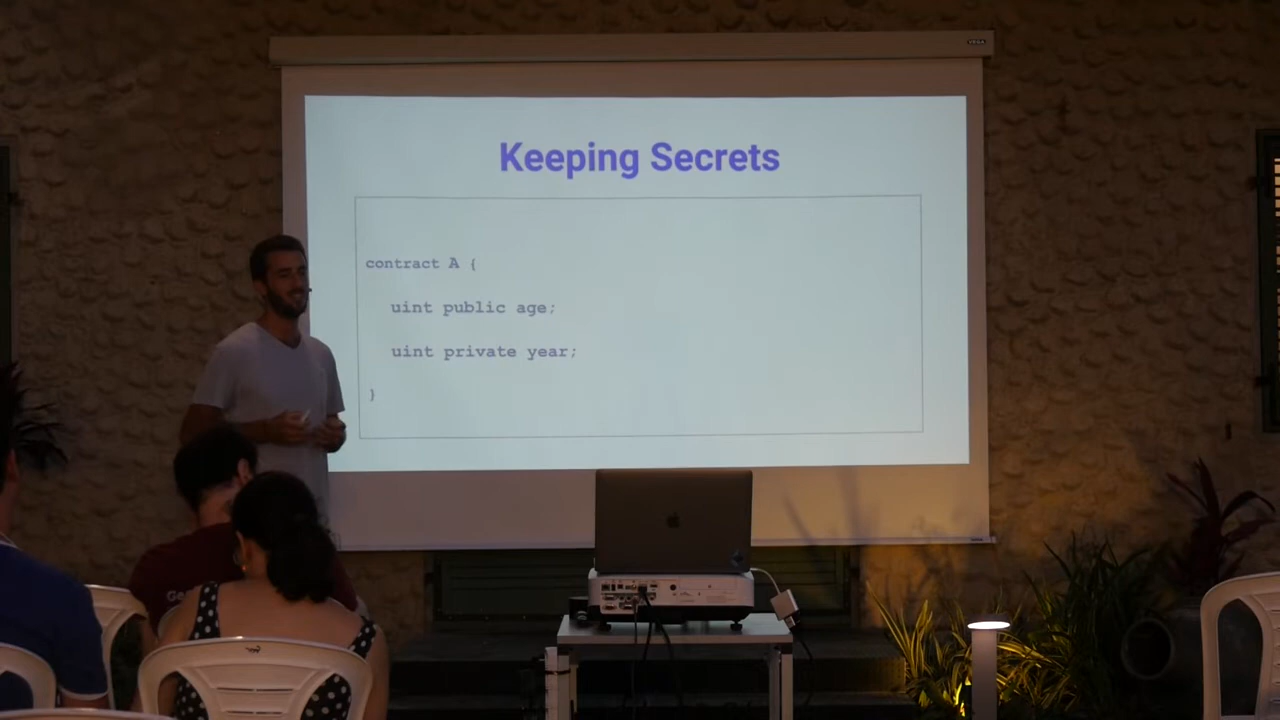 Keeping Secrets
contract A {
uint public age;
uint private year;
}